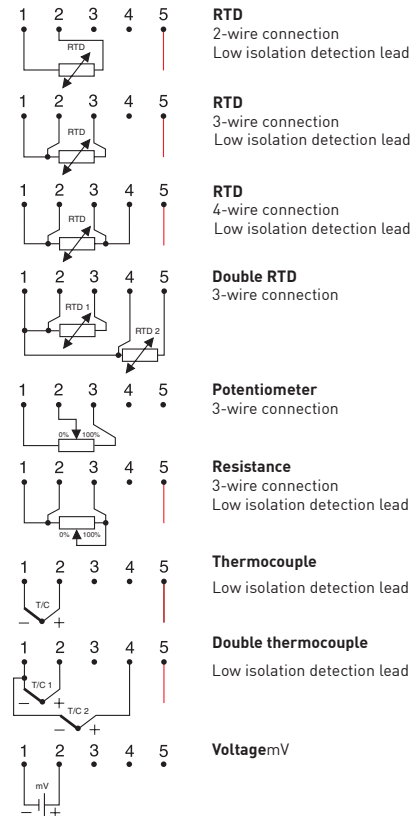 1 2 3 4 5
RTD
RTD
2-wire connection
Low isolation detection lead
1 2 3 4 5
RTD
RTD
3-wire connection
Low isolation detection lead
1 2 3 4 5
RTD
RTD
4-wire connection
Low isolation detection lead
1 2 3 4 5
RTD 1
RTD 2
Double RTD
3-wire connection
1 2 3 4 5
0% 100%
Potentiometer
3-wire connection
1 2 3 4 5
0% 100%
Resistance
3-wire connection
Low isolation detection lead
1 2 3 4 5
T/C
– +
Thermocouple
Low isolation detection lead
1 2 3 4 5
T/C 1
– +
T/C 2
– +
Double thermocouple
Low isolation detection lead
1 2 3 4 5
mV
– +
VoltagemV